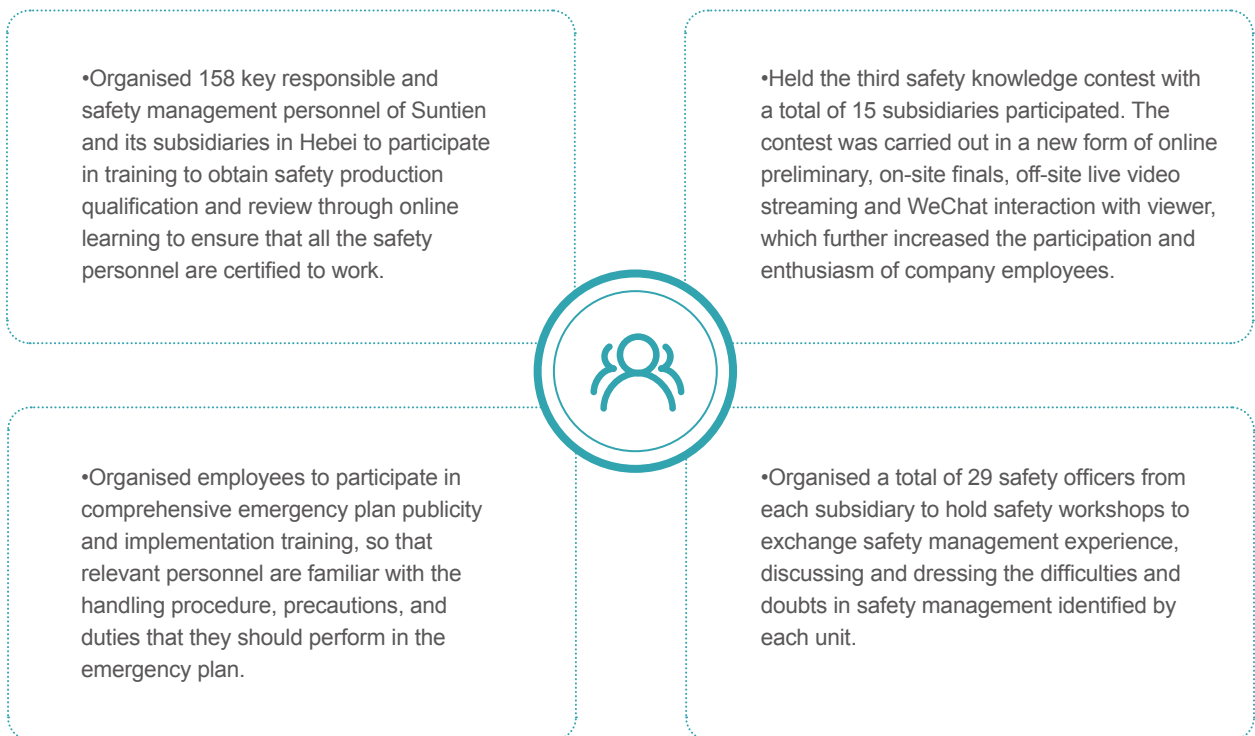 •Organised 158 key responsible and
safety management personnel of Suntien
and its subsidiaries in Hebei to participate
in training to obtain safety production
qualification and review through online
learning to ensure that all the safety
personnel are certified to work.
•Held the third safety knowledge contest with
a total of 15 subsidiaries participated. The
contest was carried out in a new form of online
preliminary, on-site finals, off-site live video
streaming and WeChat interaction with viewer,
which further increased the participation and
enthusiasm of company employees.
•Organised employees to participate in
comprehensive emergency plan publicity
and implementation training, so that
relevant personnel are familiar with the
handling procedure, precautions, and
duties that they should perform in the
emergency plan.
•Organised a total of 29 safety officers from
each subsidiary to hold safety workshops to
exchange safety management experience,
discussing and dressing the difficulties and
doubts in safety management identified by
each unit.